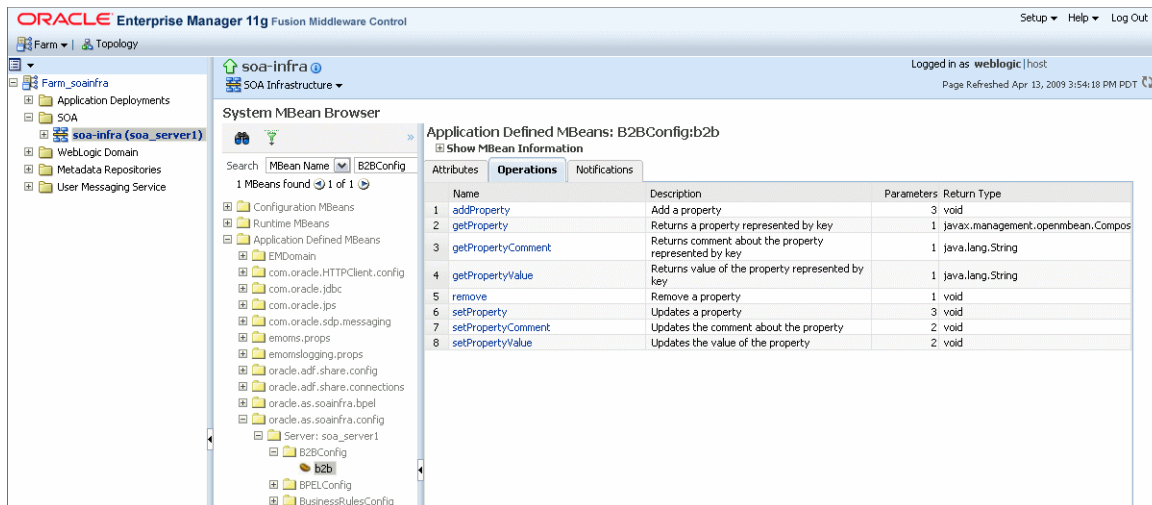 ORACLE Enterprise Manager 11g Fusion Middleware Control
Setup Help Log Out
Farm | Topology
soa-infra
Logged in as weblogic|host
SOA Infrastructure
Page Refreshed Apr 13, 2009 3:54:18 PM PDT
Farm_soainfra
Application Deployments
SOA
soa-infra (soa_server1)
WebLogic Domain
Metadata Repositories
User Messaging Service
System MBean Browser
Search MBean Name B2BConfig
1 MBeans found 1 of 1
Configuration MBeans
Runtime MBeans
Application Defined MBeans
EMDomain
com.oracle.HTTPClient.config
com.oracle.jdbc
com.oracle.jps
com.oracle.sdp.messaging
emoms.props
emomslogging.props
oracle.adf.share.config
oracle.adf.share.connections
oracle.as.soainfra.bpel
oracle.as.soainfra.config
Server: soa_server1
B2BConfig
b2b
BPELConfig
BusinessRulesConfig
Application Defined MBeans: B2BConfig:b2b
Show MBean Information
Attributes Operations Notifications
Name Description Parameters Return Type
1 addProperty Add a property 3 void
2 getProperty Returns a property represented by key 1 javax.management.openmbean.Compos
3 getPropertyComment Returns comment about the property represented by key 1 java.lang.String
4 getPropertyValue Returns value of the property represented by key 1 java.lang.String
5 remove Remove a property 1 void
6 setProperty Updates a property 3 void
7 setPropertyComment Updates the comment about the property 2 void
8 setPropertyValue Updates the value of the property 2 void